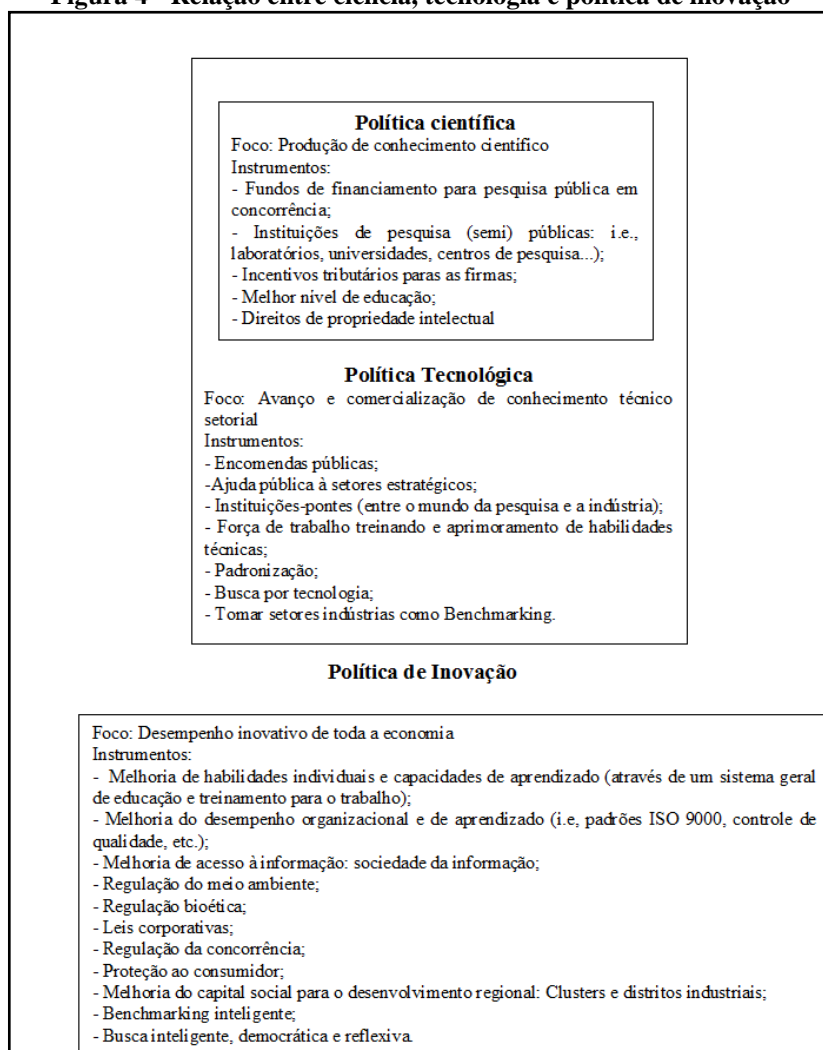 Figura 4 - Relação entre ciência, tecnologia e política de inovação
Política científica
Foco: Produção de conhecimento científico
Instrumentos:
- Fundos de financiamento para pesquisa pública em
concorrência;
- Instituições de pesquisa (semi) públicas: i.e.,
laboratórios, universidades, centros de pesquisa...);
- Incentivos tributários paras as firmas;
- Melhor nível de educação;
- Direitos de propriedade intelectual
Política Tecnológica
Foco: Avanço e comercialização de conhecimento técnico
setorial
Instrumentos:
- Encomendas públicas;
-Ajuda pública à setores estratégicos;
- Instituições-pontes (entre o mundo da pesquisa e a indústria);
- Força de trabalho treinando e aprimoramento de habilidades
técnicas;
- Padronização;
- Busca por tecnologia;
- Tomar setores indústrias como Benchmarking.
Política de Inovação
Foco: Desempenho inovativo de toda a economia
Instrumentos:
- Melhoria de habilidades individuais e capacidades de aprendizado (através de um sistema geral
de educação e treinamento para o trabalho);
- Melhoria do desempenho organizacional e de aprendizado (i.e, padrões ISO 9000, controle de
qualidade, etc.);
- Melhoria de acesso à informação: sociedade da informação;
- Regulação do meio ambiente;
- Regulação bioética;
- Leis corporativas;
- Regulação da concorrência;
- Proteção ao consumidor;
- Melhoria do capital social para o desenvolvimento regional: Clusters e distritos industriais;
- Benchmarking inteligente;
- Busca inteligente, democrática e reflexiva.